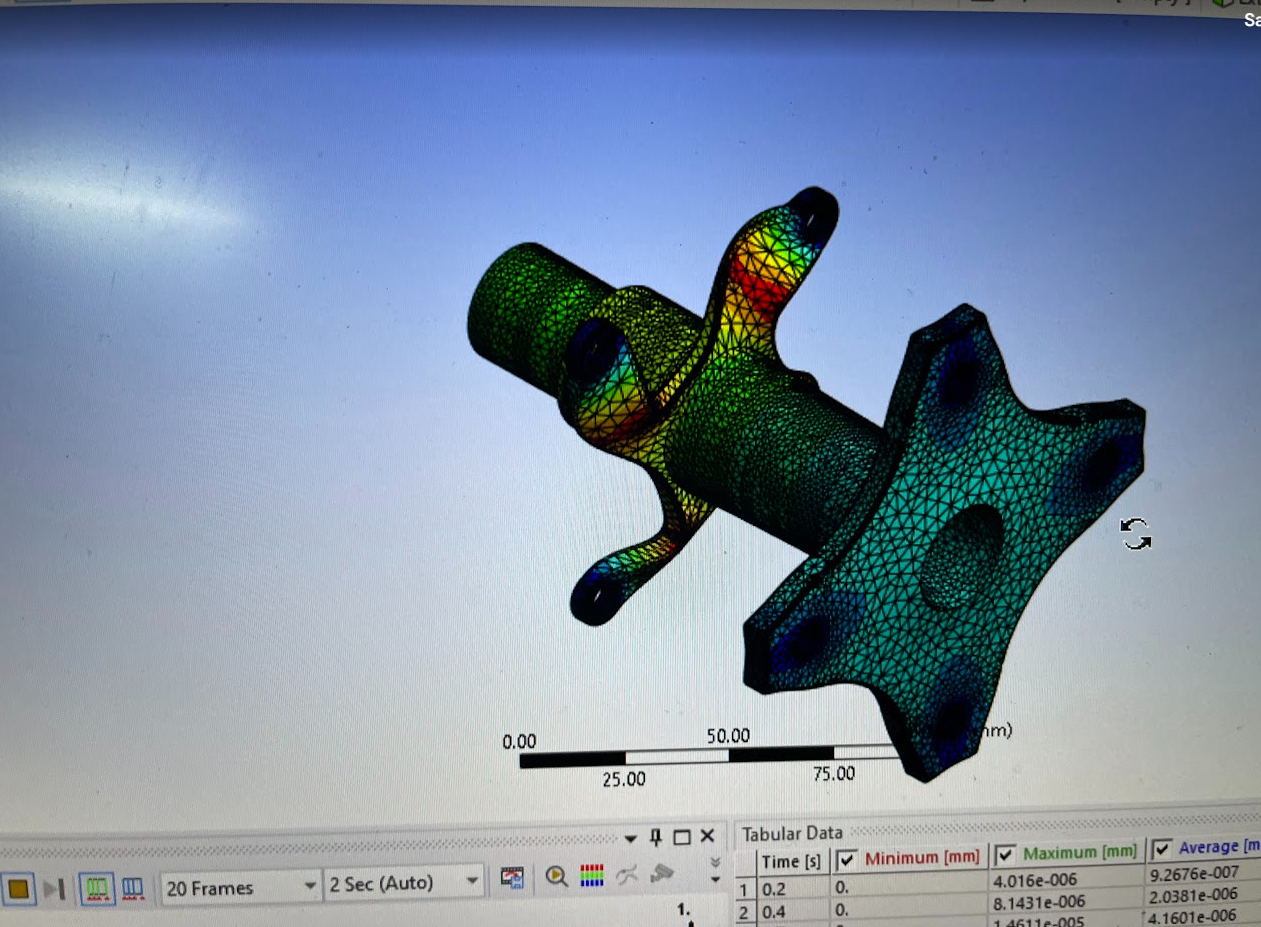 Sa
0.00
50.00
25.00
75.00
Tabular Data
Time [s]
Minimum [mm]
Maximum [mm]
Average [m
20 Frames
2 Sec (Auto)
1.
1
0.2
0.
4.016e-006
9.2676e-007
2
0.4
0.
8.1431e-006
2.0381e-006
1.4611e-005
4.1601e-006